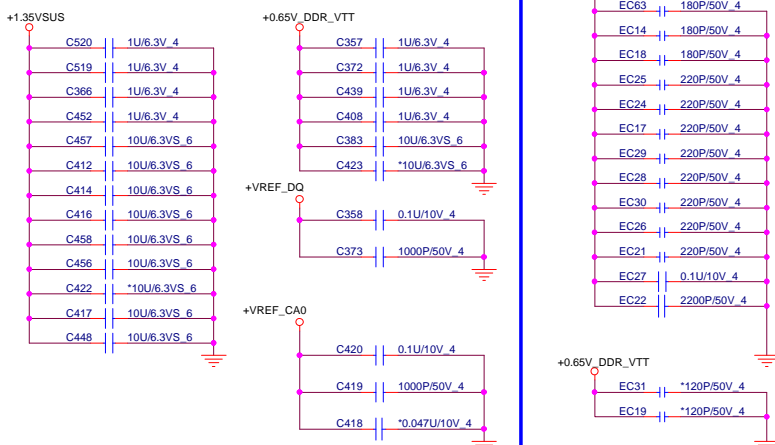 +1.35VSUS
C520 1U/6.3V_4
C519 1U/6.3V_4
C366 1U/6.3V_4
C452 1U/6.3V_4
C457 10U/6.3VS_6
C412 10U/6.3VS_6
C414 10U/6.3VS_6
C416 10U/6.3VS_6
C458 10U/6.3VS_6
C456 10U/6.3VS_6
C422 *10U/6.3VS_6
C417 10U/6.3VS_6
C448 10U/6.3VS_6
+0.65V_DDR_VTT
C357 1U/6.3V_4
C372 1U/6.3V_4
C439 1U/6.3V_4
C408 1U/6.3V_4
C383 10U/6.3VS_6
C423 *10U/6.3VS_6
+VREF_DQ
C358 0.1U/10V_4
C373 1000P/50V_4
+VREF_CA0
C420 0.1U/10V_4
C419 1000P/50V_4
C418 *0.047U/10V_4
EC63 180P/50V_4
EC14 180P/50V_4
EC18 180P/50V_4
EC25 220P/50V_4
EC24 220P/50V_4
EC17 220P/50V_4
EC29 220P/50V_4
EC28 220P/50V_4
EC30 220P/50V_4
EC26 220P/50V_4
EC21 220P/50V_4
EC27 0.1U/10V_4
EC22 2200P/50V_4
+0.65V_DDR_VTT
EC31 *120P/50V_4
EC19 *120P/50V_4